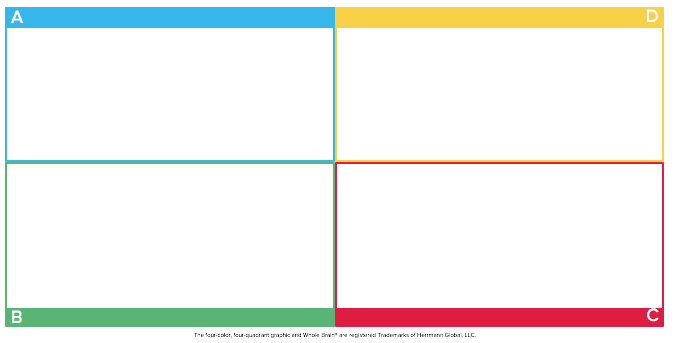 A
D
B
C
The four-color, four-quadrant graphic and Whole Brain® are registered Trademarks of Herrmann Global, LLC.